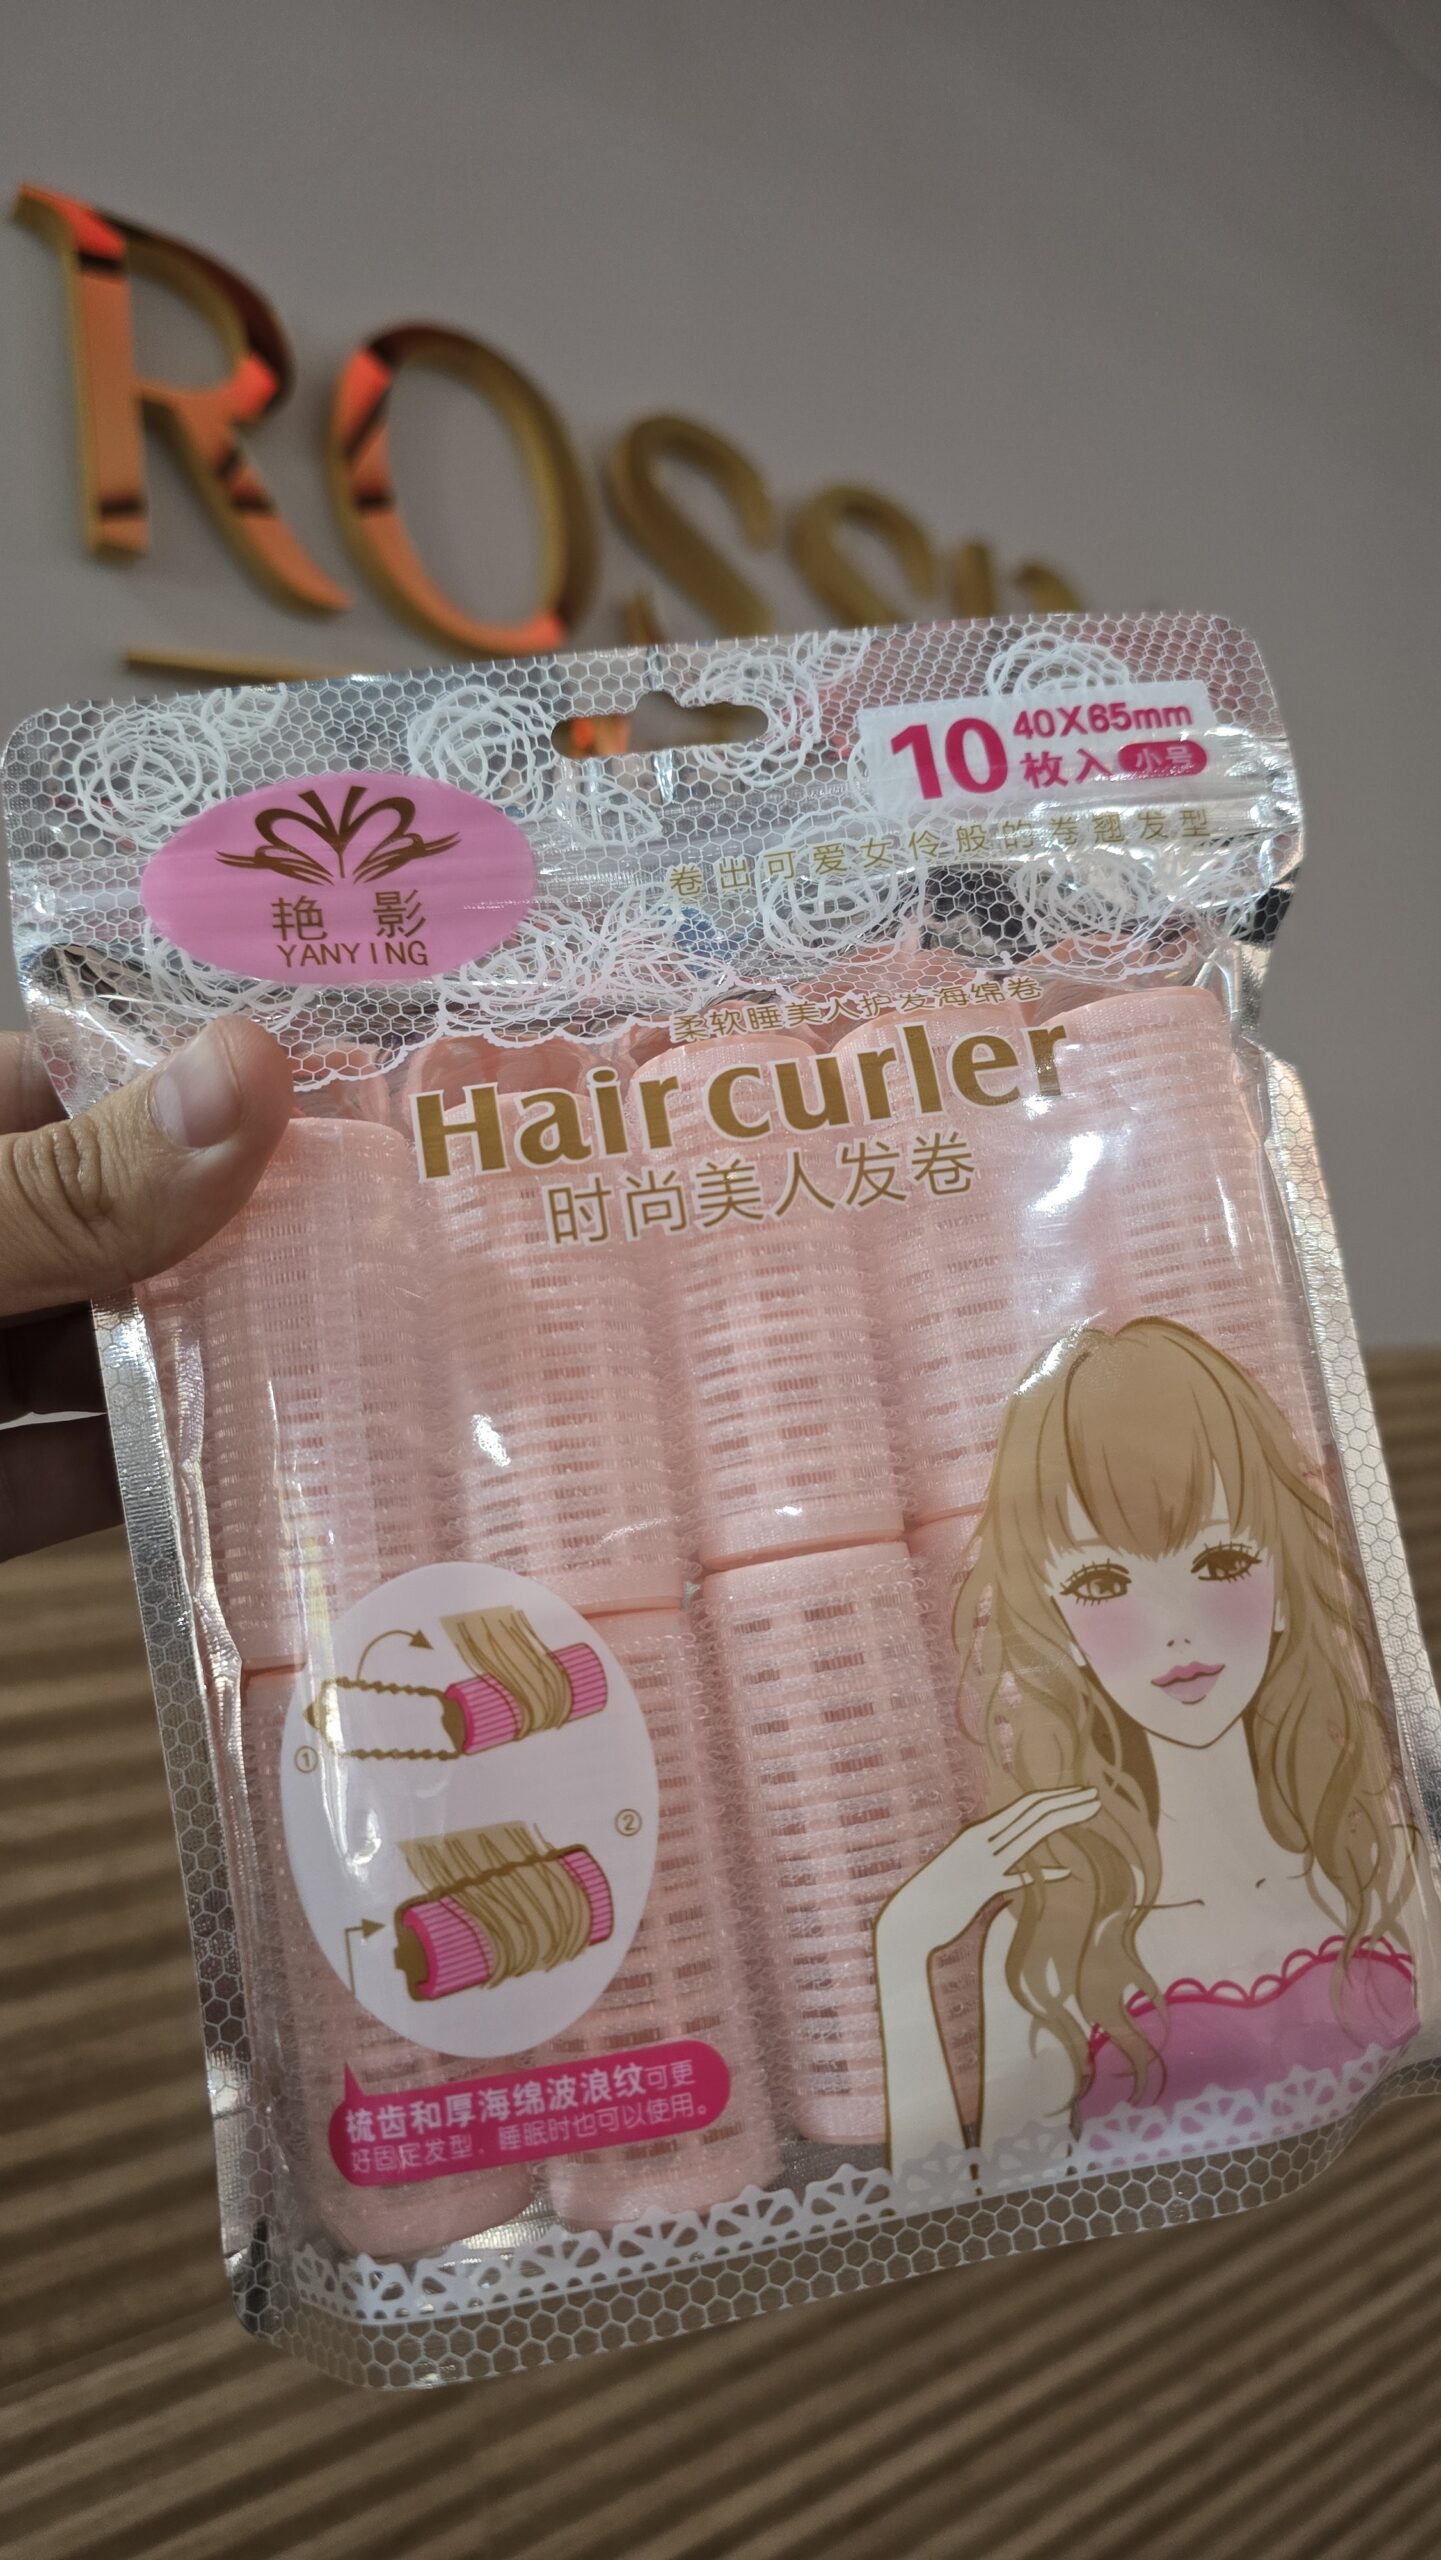 ROSS
10
40X65mm
枚入 小号
艳影
YANYING
卷出可爱女伶般的卷翘发型
柔软睡美人护发海绵卷
Hair curler
时尚美人发卷
①
②
梳齿和厚海绵波浪纹可更
好固定发型、睡眠时也可以使用。